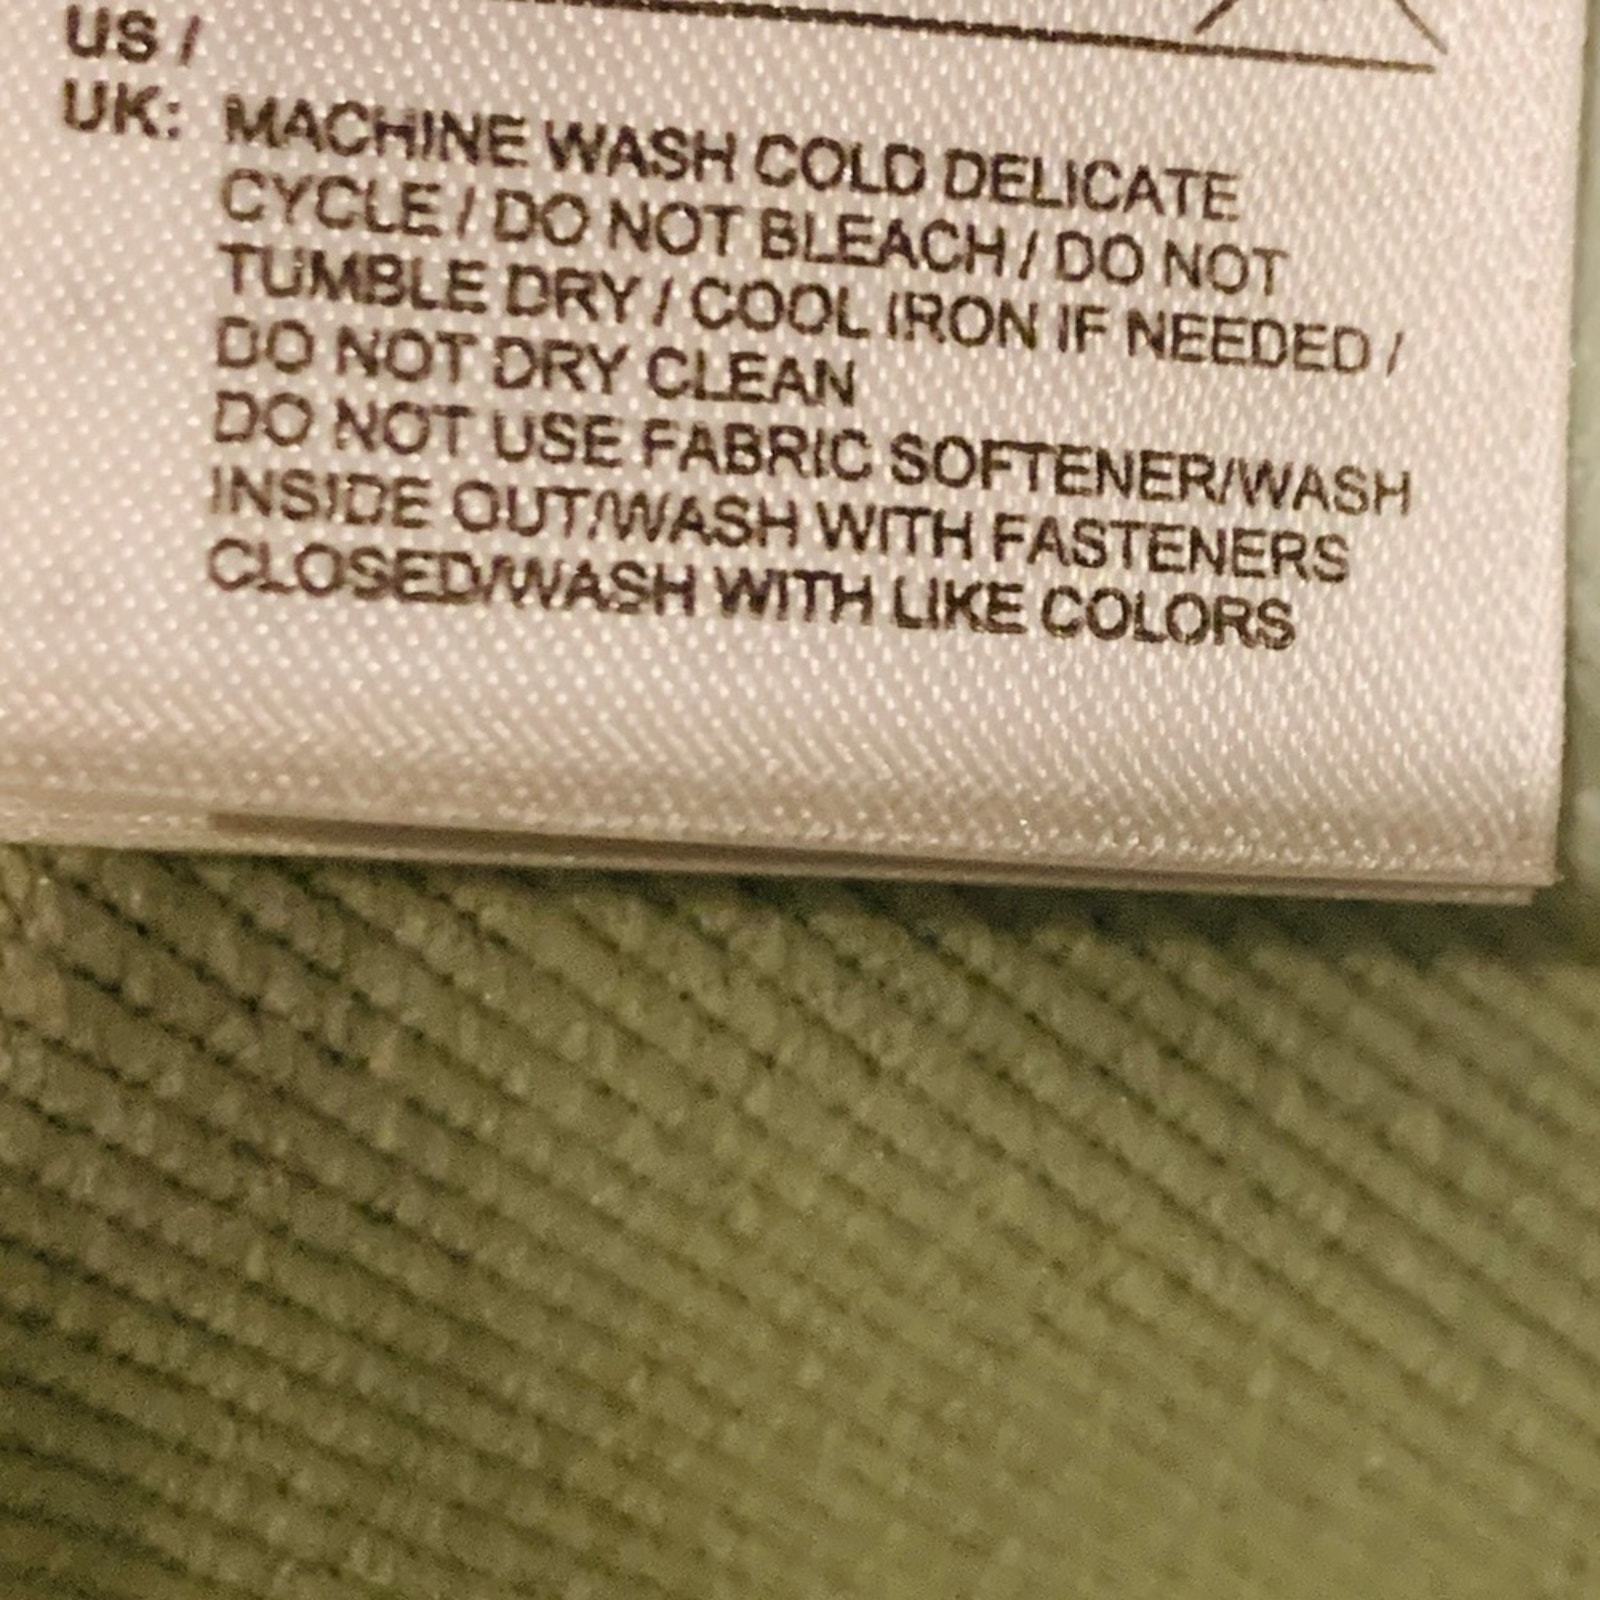 US /
UK: MACHINE WASH COLD DELICATE
CYCLE / DO NOT BLEACH / DO NOT
TUMBLE DRY / COOL IRON IF NEEDED /
DO NOT DRY CLEAN
DO NOT USE FABRIC SOFTENER/WASH
INSIDE OUT/WASH WITH FASTENERS
CLOSED/WASH WITH LIKE COLORS